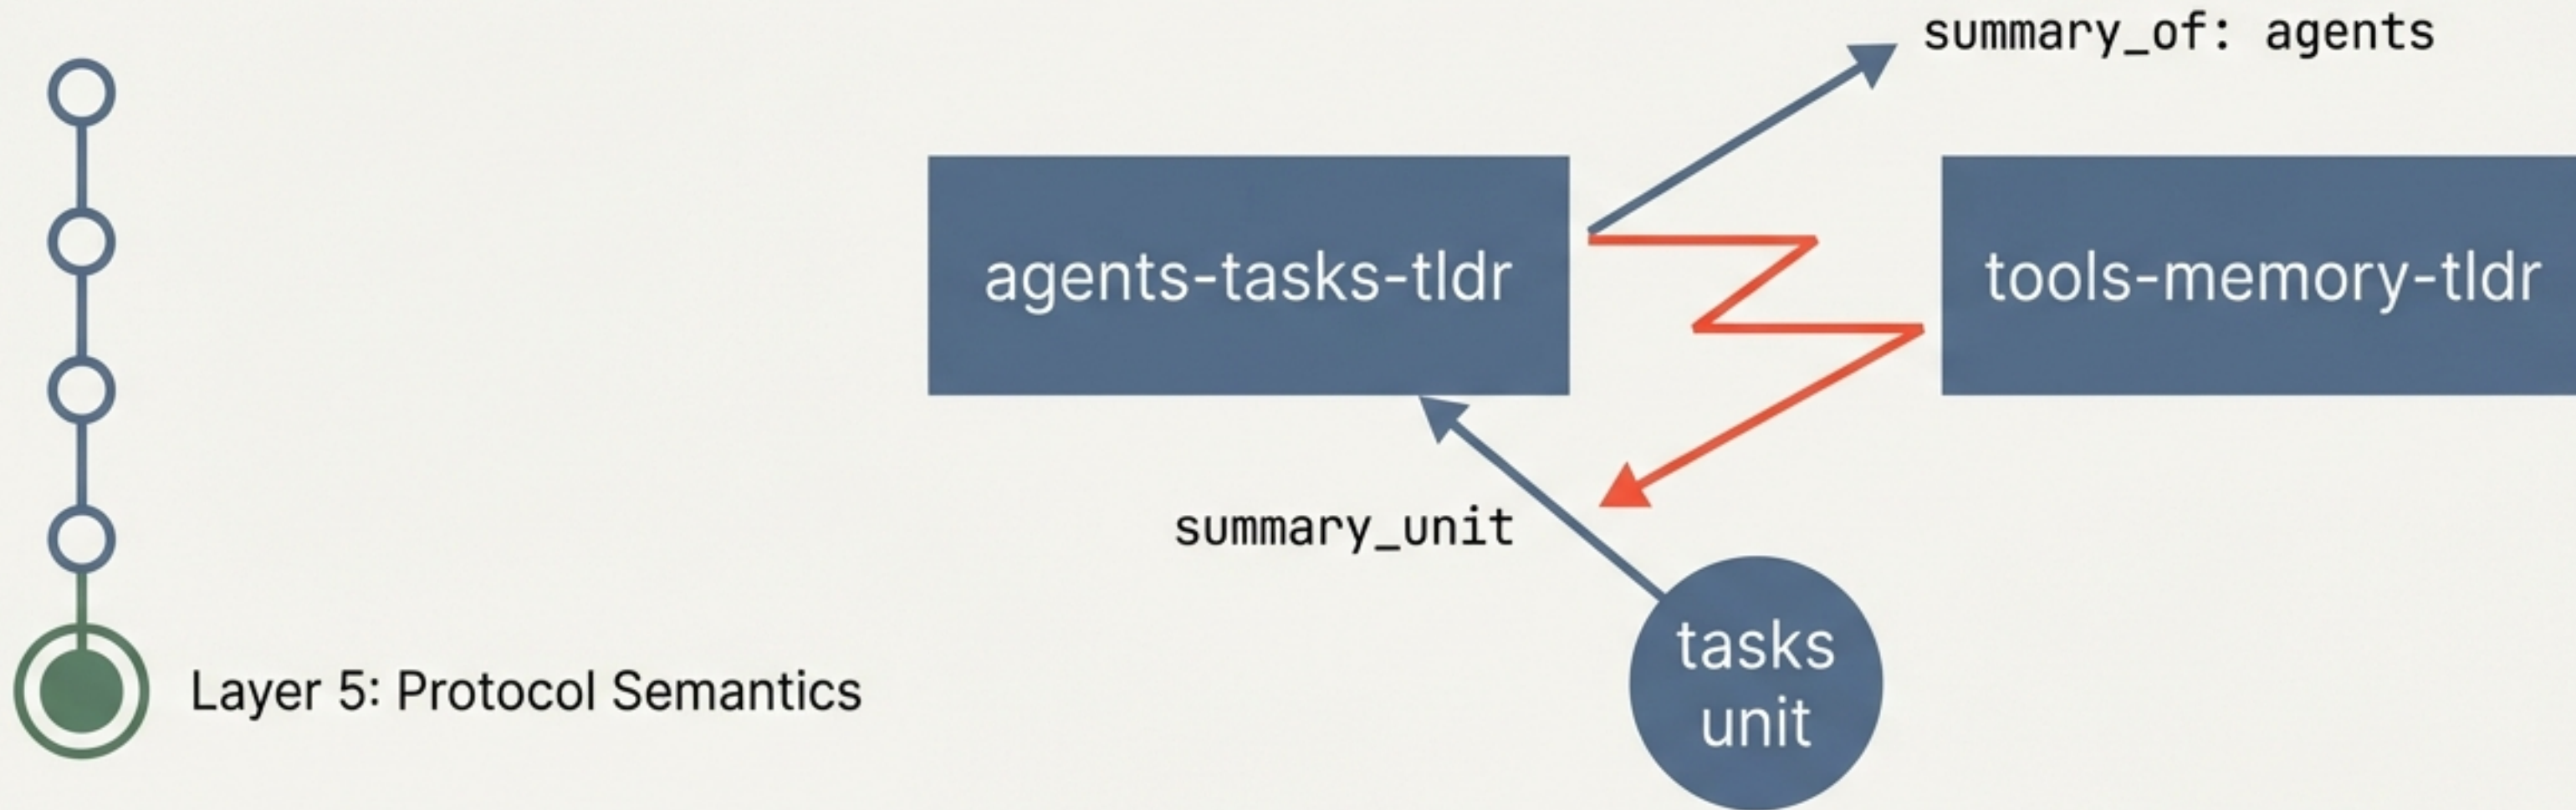 summary_of: agents
agents-tasks-tldr
tools-memory-tldr
summary_unit
tasks
unit
Layer 5: Protocol Semantics